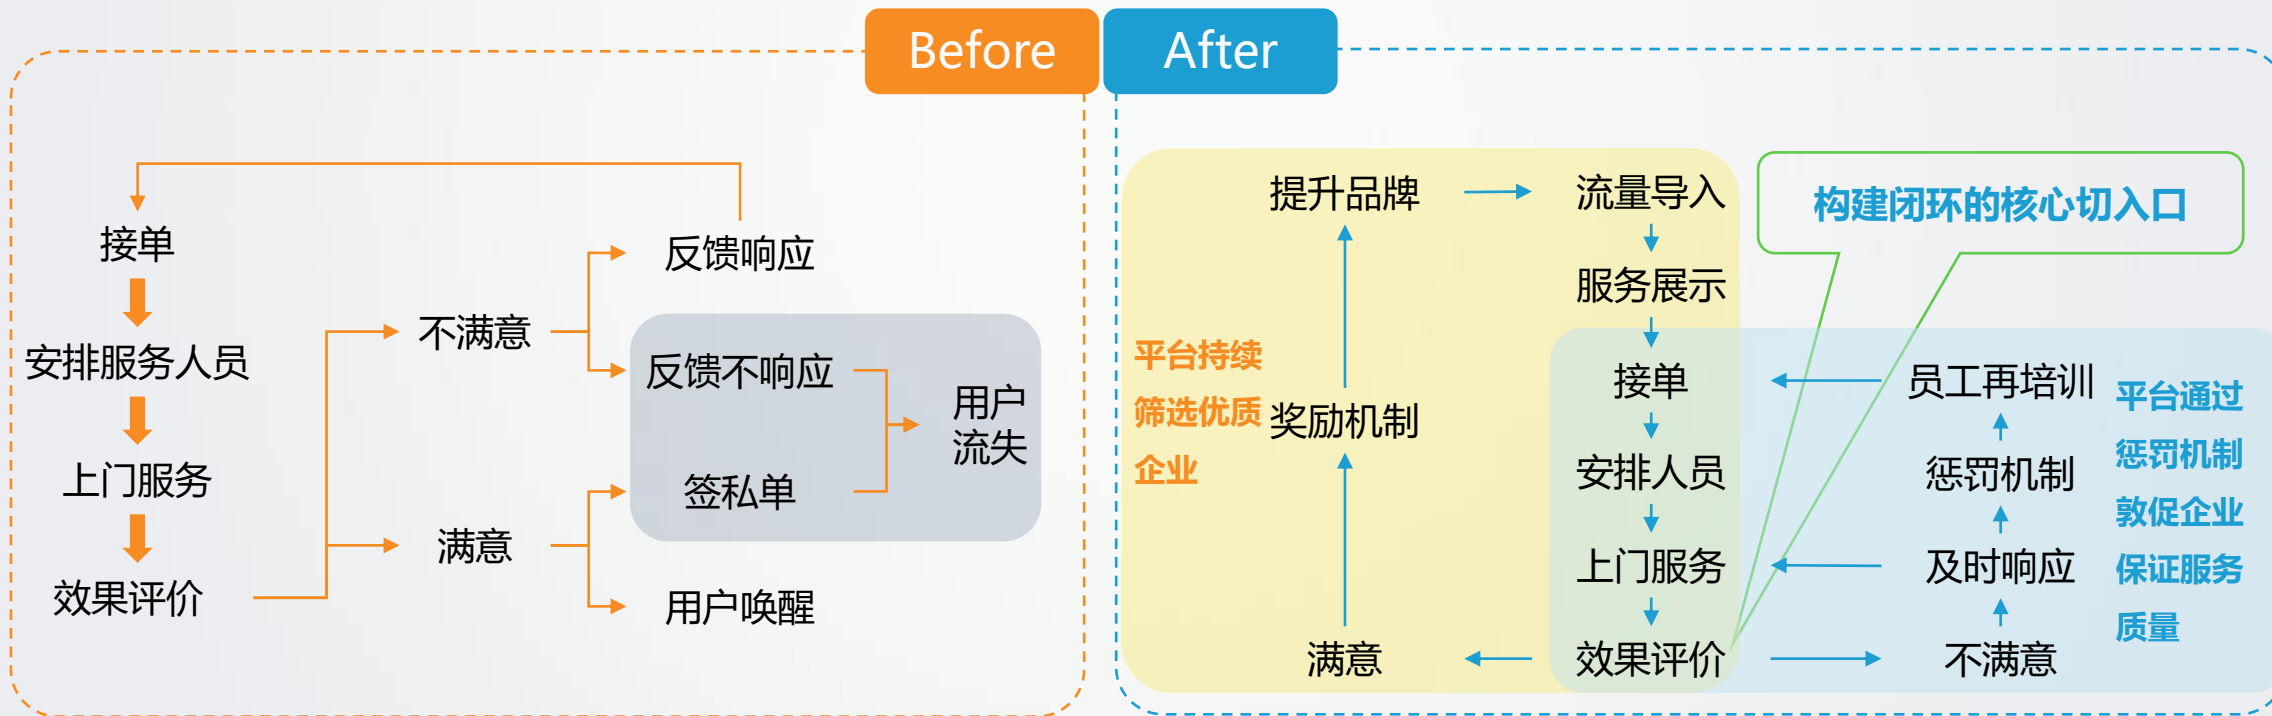 Before
After
接单
安排服务人员
上门服务
效果评价
不满意
满意
反馈响应
反馈不响应
签私单
用户唤醒
用户
流失
提升品牌
流量导入
构建闭环的核心切入口
服务展示
平台持续
筛选优质
企业
奖励机制
满意
接单
安排人员
上门服务
效果评价
员工再培训
惩罚机制
及时响应
不满意
平台通过
惩罚机制
敦促企业
保证服务
质量